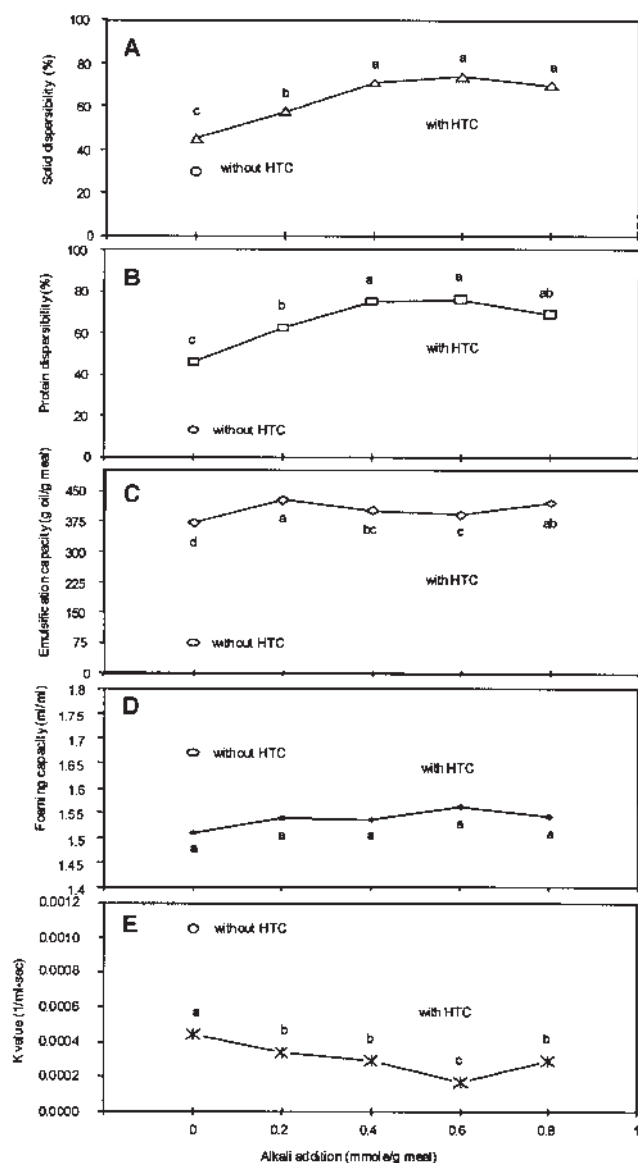 A
Solid dispersibility (%)
100
80
60
40
20
0
c
b
a
a
a
with HTC
without HTC
B
Protein dispersibility (%)
100
80
60
40
20
0
c
b
a
a
ab
with HTC
without HTC
C
Emulsification capacity (g oil/g meal)
450
375
300
225
150
75
0
d
a
bc
c
ab
with HTC
without HTC
D
Foaming capacity (ml/ml)
1.8
1.75
1.7
1.65
1.6
1.55
1.5
1.45
1.4
without HTC
with HTC
a
a
a
a
a
E
K value (1/ml-sec)
0.0012
0.0010
0.0008
0.0006
0.0004
0.0002
0.0000
without HTC
with HTC
a
b
b
c
b
0
0.2
0.4
0.6
0.8
1
Alkali addition (mmole/g meal)